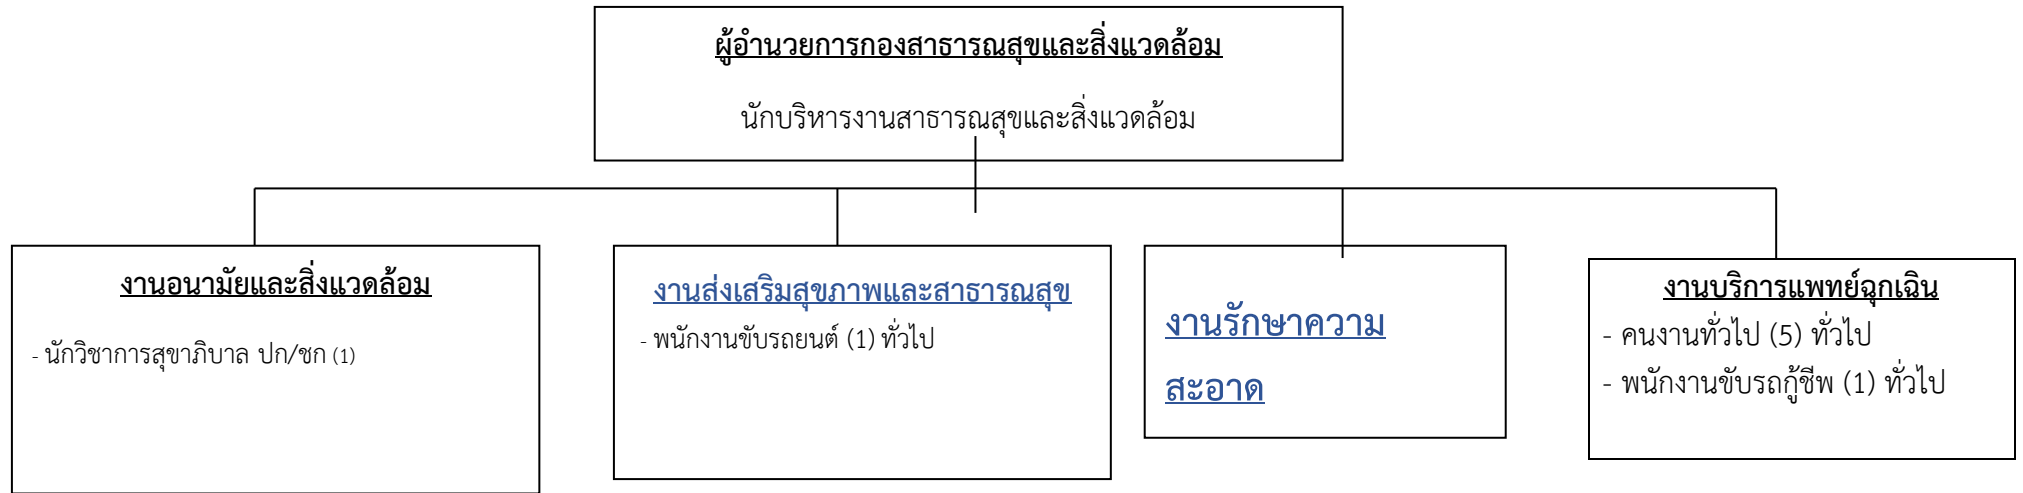 ผู้อำนวยการกองสาธารณสุขและสิ่งแวดล้อม
นักบริหารงานสาธารณสุขและสิ่งแวดล้อม
งานอนามัยและสิ่งแวดล้อม
- นักวิชาการสุขาภิบาล ปก/ชก (1)
งานส่งเสริมสุขภาพและสาธารณสุข
- พนักงานขับรถยนต์ (1) ทั่วไป
งานรักษาความ
สะอาด
งานบริการแพทย์ฉุกเฉิน
- คนงานทั่วไป (5) ทั่วไป
- พนักงานขับรถกู้ชีพ (1) ทั่วไป